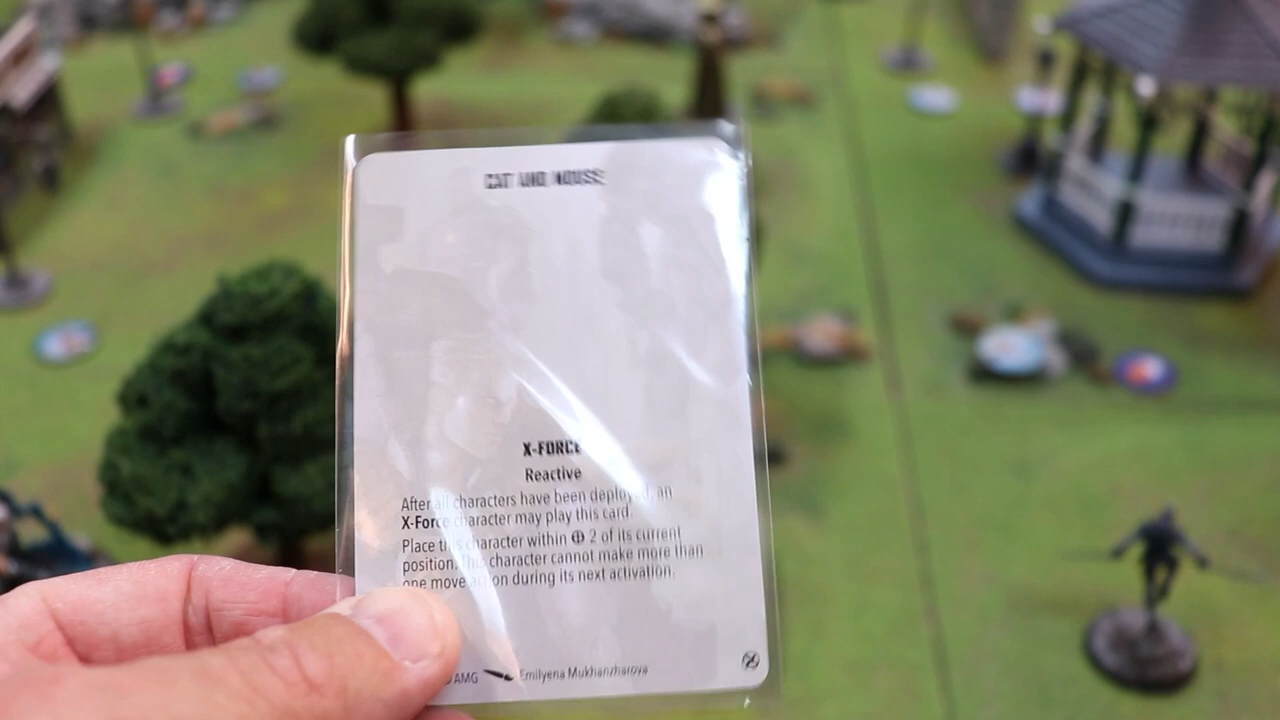 CAT AND MOUSE
X-FORCE
Reactive
After all characters have been deployed, an
X-Force character may play this card.
Place this character within 2 of its current
position. This character cannot make more than
one move action during its next activation.
AMG Emilyena Mukhanzharova